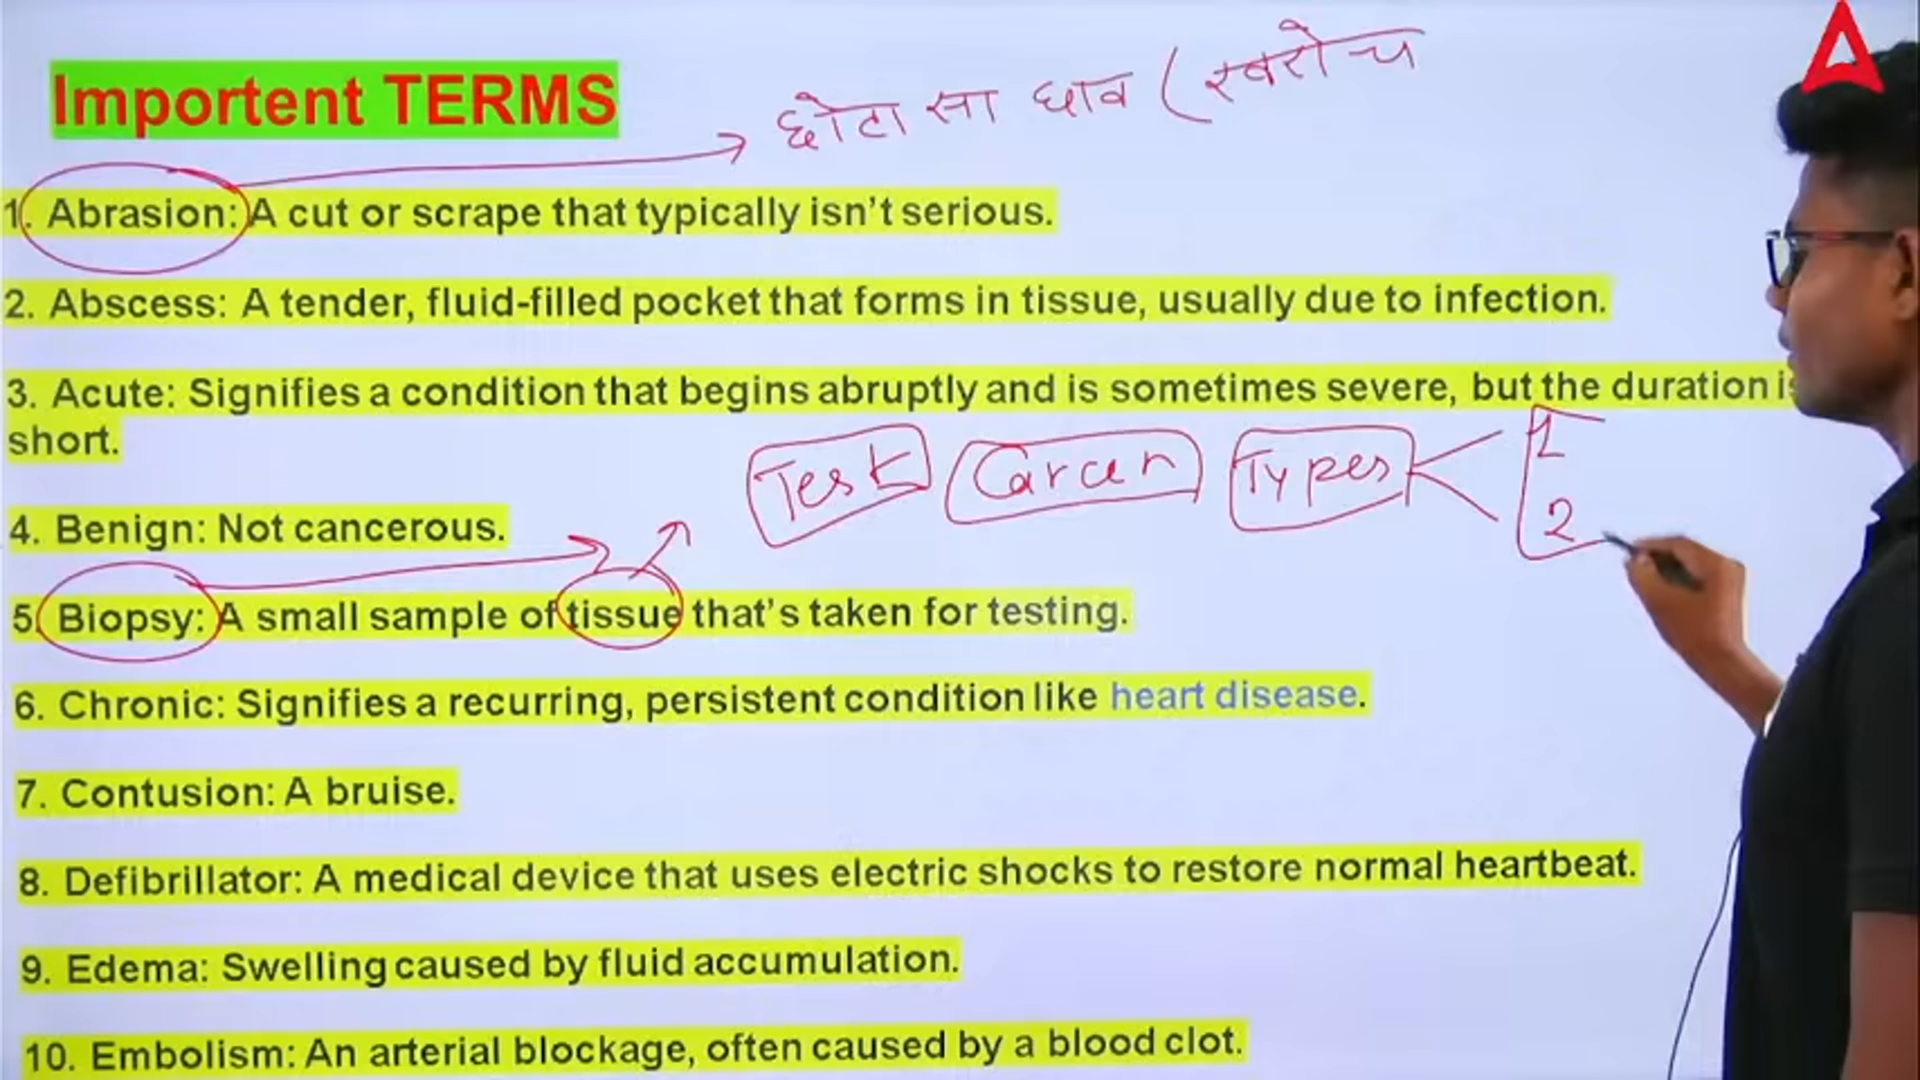 Importent TERMS
छोटा सा घाव (खरोच
1. Abrasion: A cut or scrape that typically isn't serious.
2. Abscess: A tender, fluid-filled pocket that forms in tissue, usually due to infection.
3. Acute: Signifies a condition that begins abruptly and is sometimes severe, but the duration is
short.
Test Types 1
2
4. Benign: Not cancerous.
5. Biopsy: A small sample of tissue that's taken for testing.
6. Chronic: Signifies a recurring, persistent condition like heart disease.
7. Contusion: A bruise.
8. Defibrillator: A medical device that uses electric shocks to restore normal heartbeat.
9. Edema: Swelling caused by fluid accumulation.
10. Embolism: An arterial blockage, often caused by a blood clot.